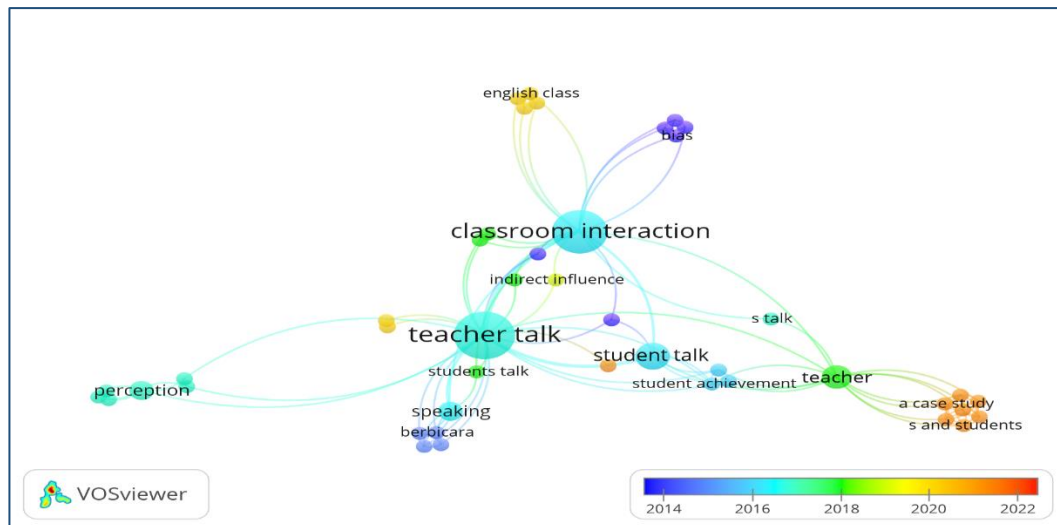 english class
bias
classroom interaction
indirect influence
s talk
teacher talk
student talk
students talk
student achievement
teacher
perception
speaking
a case study
s and students
berbicara
VOSviewer
2014 2016 2018 2020 2022